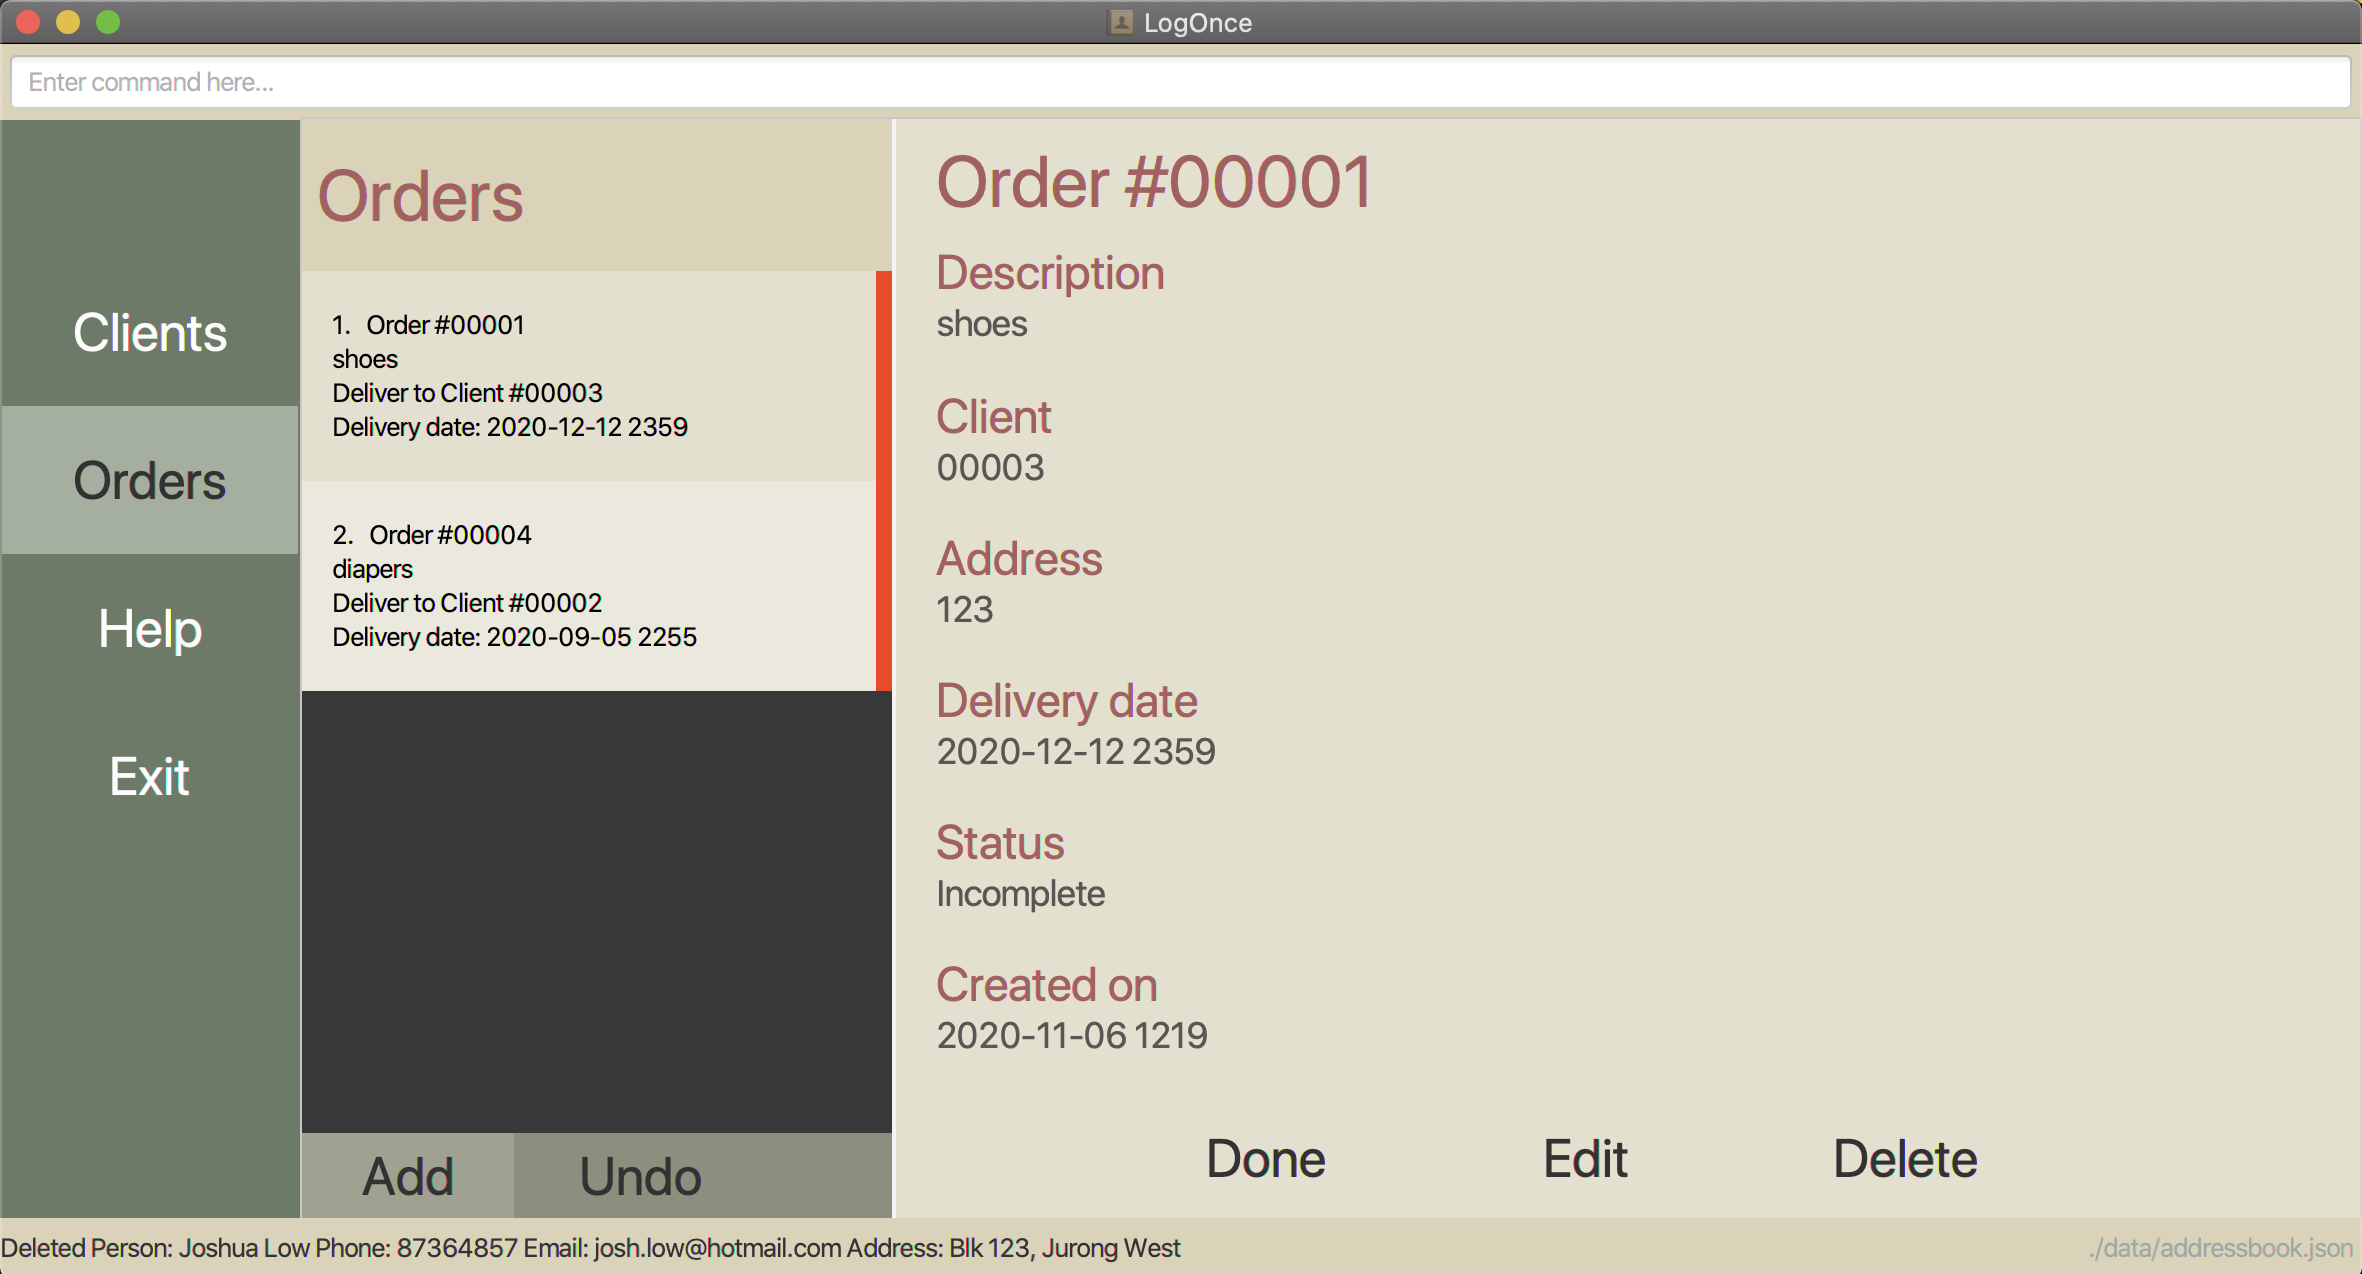 LogOnce
Enter command here...
Clients
Orders
Help
Exit
Orders
1. Order #00001
shoes
Deliver to Client #00003
Delivery date: 2020-12-12 2359
2. Order #00004
diapers
Deliver to Client #00002
Delivery date: 2020-09-05 2255
Add Undo
Order #00001
Description
shoes
Client
00003
Address
123
Delivery date
2020-12-12 2359
Status
Incomplete
Created on
2020-11-06 1219
Done Edit Delete
Deleted Person: Joshua Low Phone: 87364857 Email: josh.low@hotmail.com Address: Blk 123, Jurong West
./data/addressbook.json